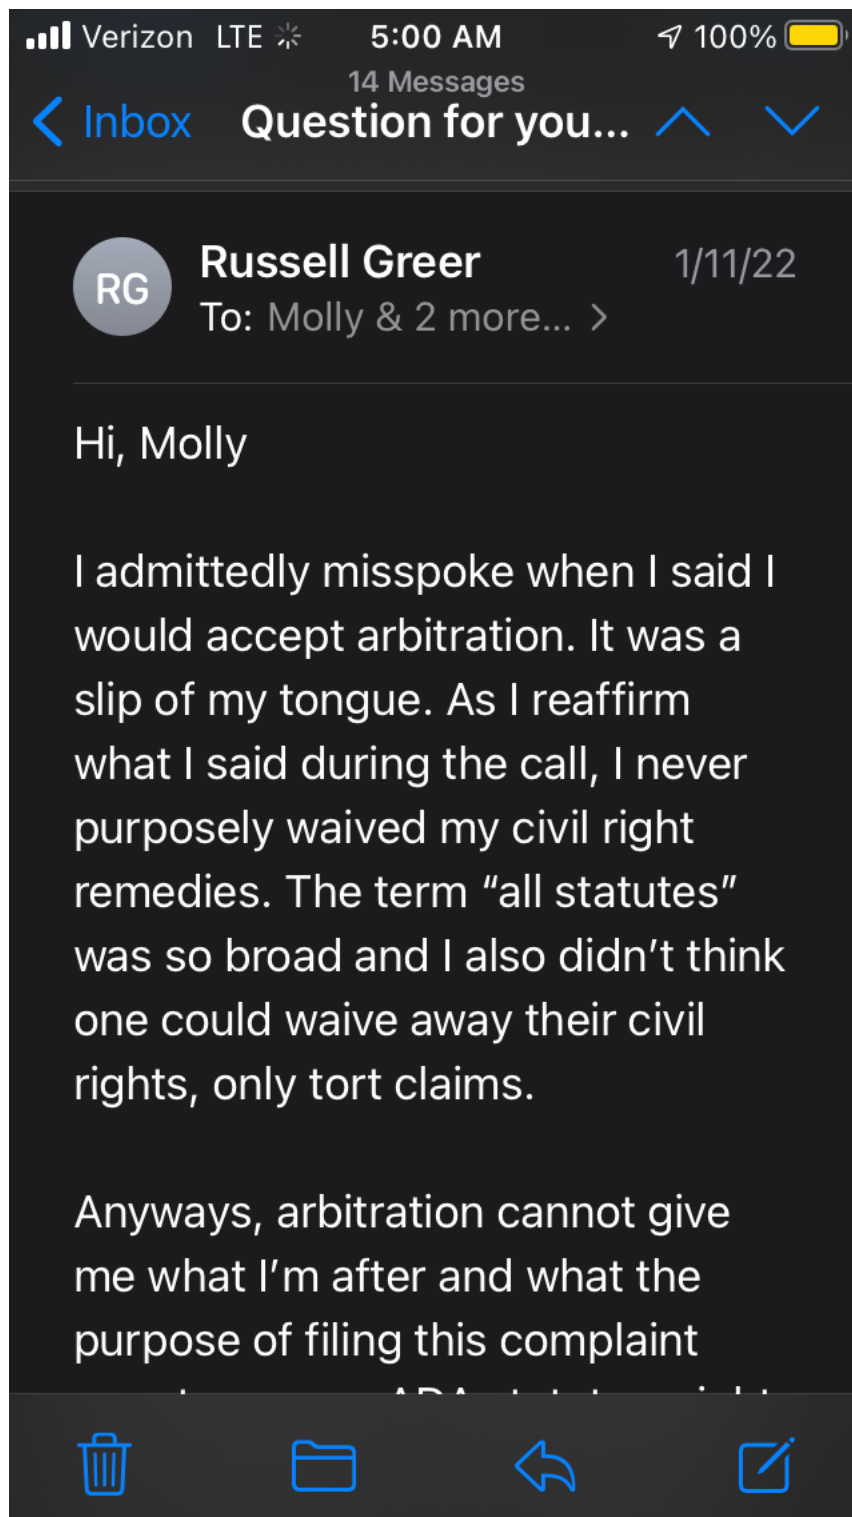 Verizon LTE 5:00 AM 100%
14 Messages
Inbox Question for you...
RG
Russell Greer 1/11/22
To: Molly & 2 more...
Hi, Molly
I admittedly misspoke when I said I
would accept arbitration. It was a
slip of my tongue. As I reaffirm
what I said during the call, I never
purposely waived my civil right
remedies. The term “all statutes”
was so broad and I also didn’t think
one could waive away their civil
rights, only tort claims.
Anyways, arbitration cannot give
me what I’m after and what the
purpose of filing this complaint